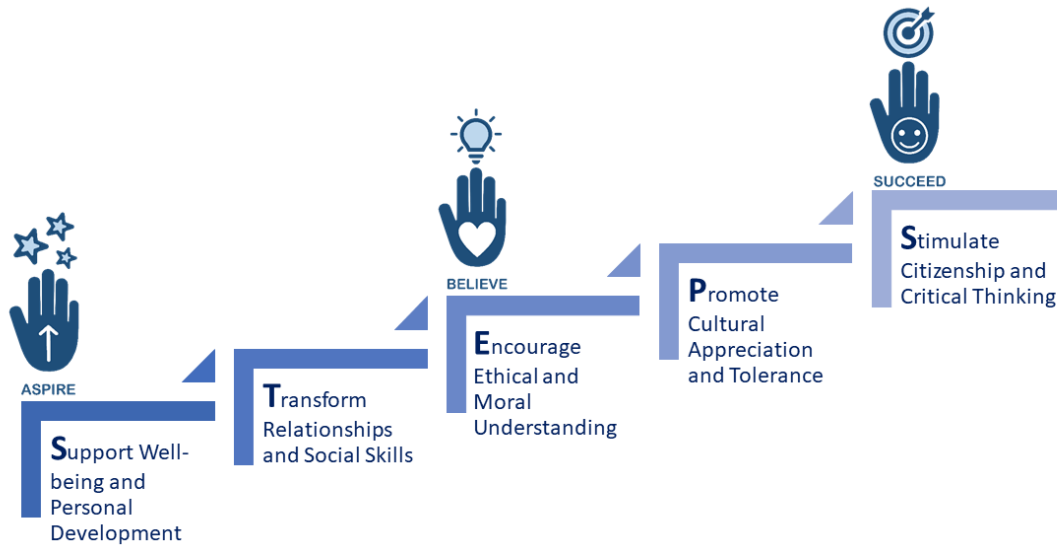 ASPIRE
Support Well-
being and
Personal
Development
Transform
Relationships
and Social Skills
BELIEVE
Encourage
Ethical and
Moral
Understanding
Promote
Cultural
Appreciation
and Tolerance
SUCCEED
Stimulate
Citizenship and
Critical Thinking